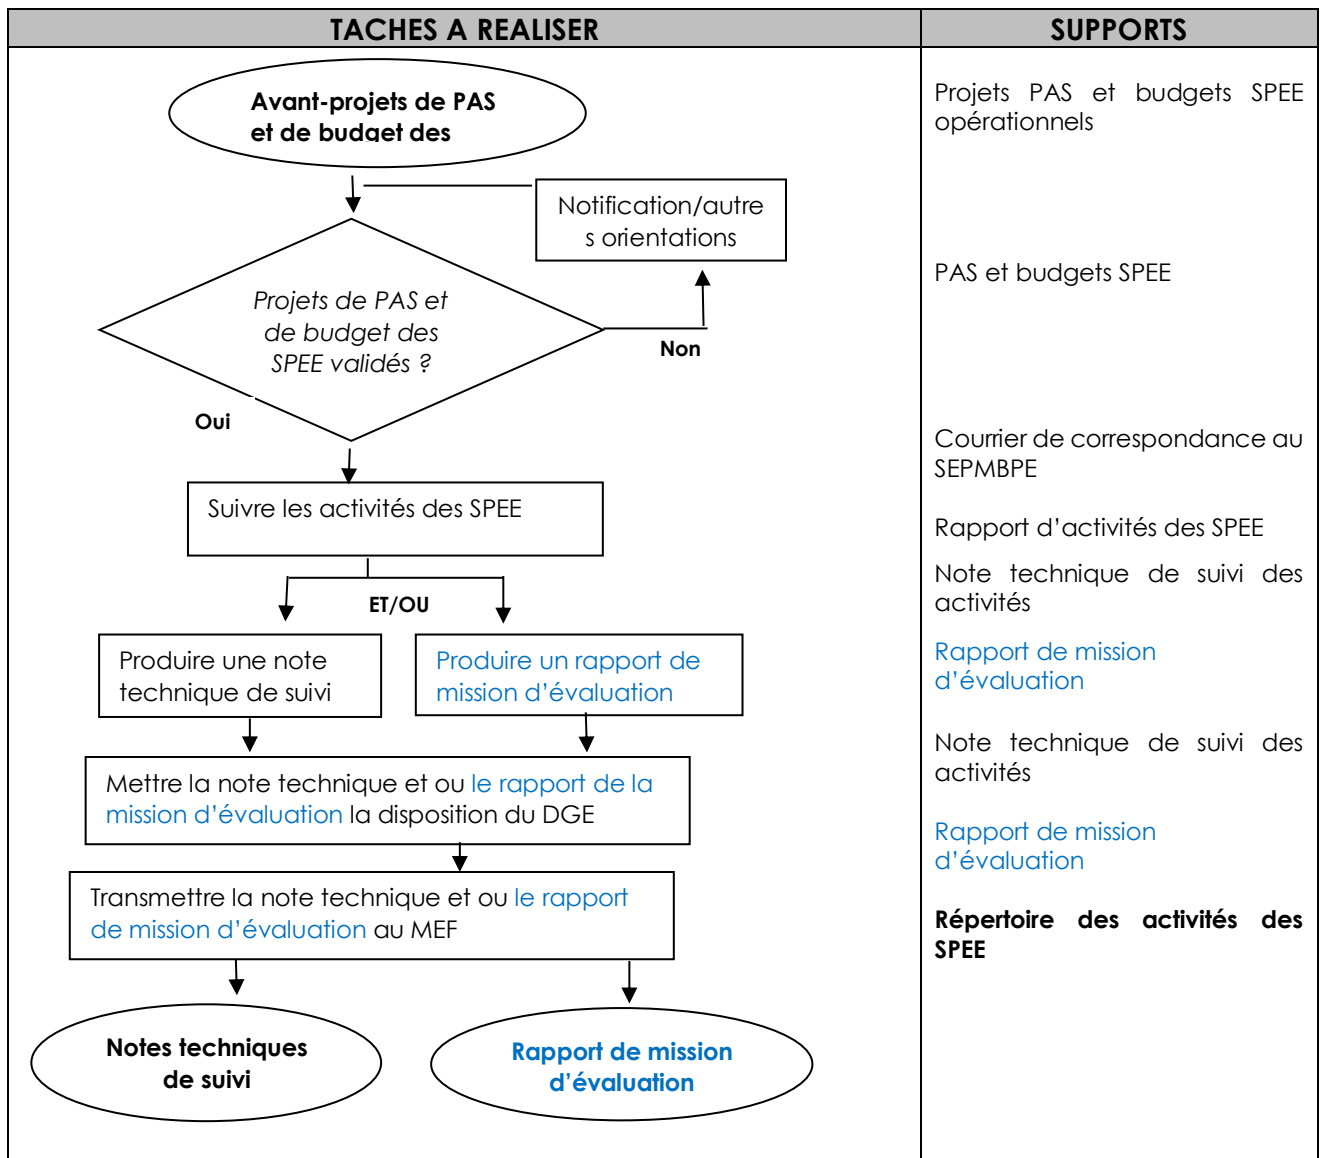 TACHES A REALISER
SUPPORTS
Avant-projets de PAS
et de budget des
Notification/autre
s orientations
Projets de PAS et
de budget des
SPEE validés ?
Non
Oui
Suivre les activités des SPEE
ET/OU
Produire une note
technique de suivi
Produire un rapport de
mission d’évaluation
Mettre la note technique et ou le rapport de la
mission d’évaluation la disposition du DGE
Transmettre la note technique et ou le rapport
de mission d’évaluation au MEF
Notes techniques
de suivi
Rapport de mission
d’évaluation
Projets PAS et budgets SPEE
opérationnels
PAS et budgets SPEE
Courrier de correspondance au
SEPMBPE
Rapport d’activités des SPEE
Note technique de suivi des
activités
Rapport de mission
d’évaluation
Note technique de suivi des
activités
Rapport de mission
d’évaluation
Répertoire des activités des
SPEE